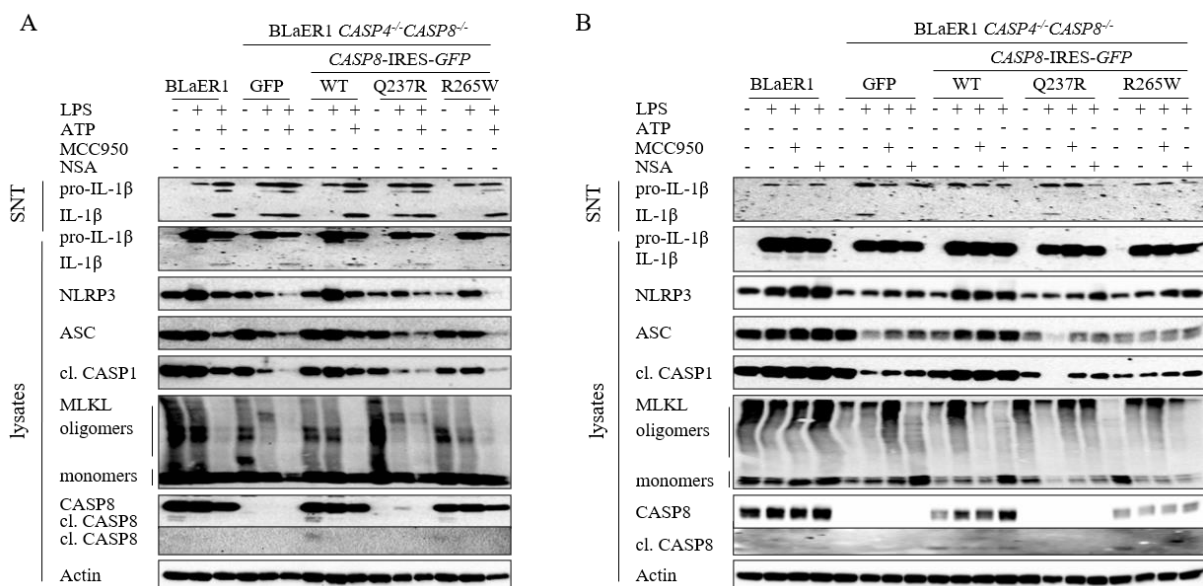 A
BLaER1 CASP4-/-CASP8-/-
CASP8-IRES-GFP
BLaER1 GFP WT Q237R R265W
LPS - + + - + + - + + - + + - + +
ATP - - + - - + - - + - - + - - +
MCC950 - - - - - - - - - - - - - - -
NSA - - - - - - - - - - - - - - -
SNT
pro-IL-1β
IL-1β
lysates
pro-IL-1β
IL-1β
NLRP3
ASC
cl. CASP1
MLKL
oligomers
monomers
CASP8
cl. CASP8
cl. CASP8
Actin
B
BLaER1 CASP4-/-CASP8-/-
CASP8-IRES-GFP
BLaER1 GFP WT Q237R R265W
LPS - + + + - + + + - + + + - + + + - + + +
ATP - - - - - - - - - - - - - - - - - - - -
MCC950 - - + - - - + - - - + - - - + - - - + -
NSA - - - + - - - + - - - + - - - + - - - +
SNT
pro-IL-1β
IL-1β
lysates
pro-IL-1β
IL-1β
NLRP3
ASC
cl. CASP1
MLKL
oligomers
monomers
CASP8
cl. CASP8
Actin